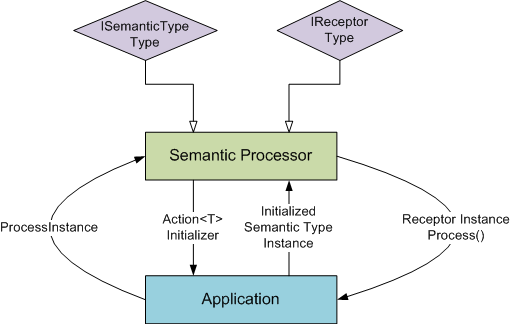 ISemanticType
Type
IReceptor
Type
Semantic Processor
ProcessInstance
Action<T>
Initializer
Initialized
Semantic Type
Instance
Receptor Instance
Process()
Application